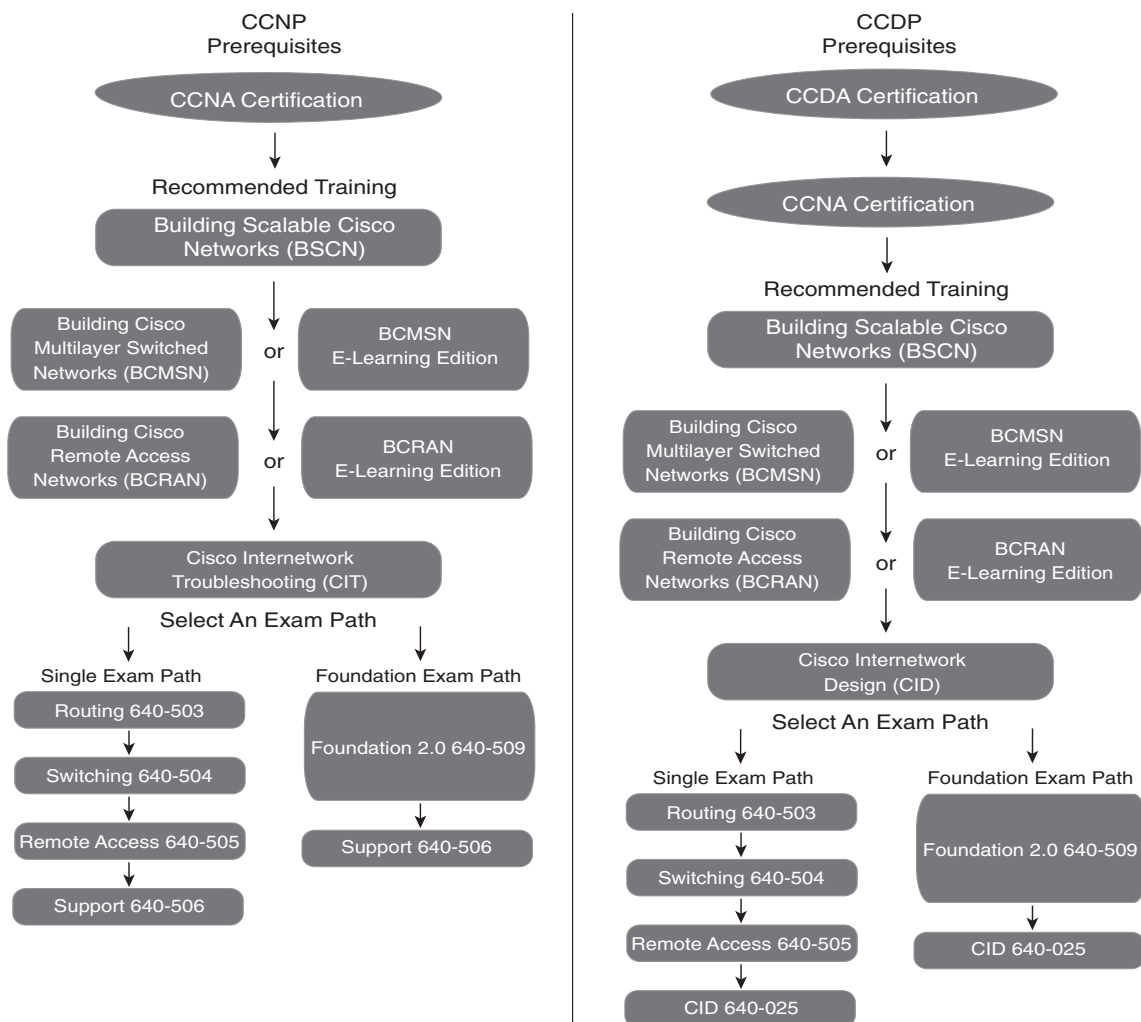 CCNP
Prerequisites
CCNA Certification
Recommended Training
Building Scalable Cisco
Networks (BSCN)
Building Cisco
Multilayer Switched
Networks (BCMSN)
or
BCMSN
E-Learning Edition
Building Cisco
Remote Access
Networks (BCRAN)
or
BCRAN
E-Learning Edition
Cisco Internetwork
Troubleshooting (CIT)
Select An Exam Path
Single Exam Path
Routing 640-503
Switching 640-504
Remote Access 640-505
Support 640-506
Foundation Exam Path
Foundation 2.0 640-509
Support 640-506
CCDP
Prerequisites
CCDA Certification
CCNA Certification
Recommended Training
Building Scalable Cisco
Networks (BSCN)
Building Cisco
Multilayer Switched
Networks (BCMSN)
or
BCMSN
E-Learning Edition
Building Cisco
Remote Access
Networks (BCRAN)
or
BCRAN
E-Learning Edition
Cisco Internetwork
Design (CID)
Select An Exam Path
Single Exam Path
Routing 640-503
Switching 640-504
Remote Access 640-505
CID 640-025
Foundation Exam Path
Foundation 2.0 640-509
CID 640-025